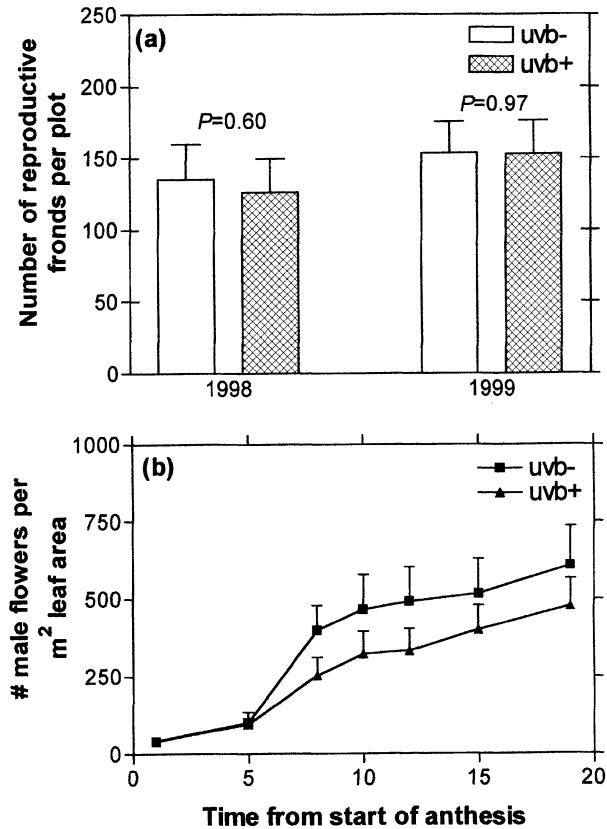 (a)
uvb-
uvb+
Number of reproductive
fronds per plot
250
200
150
100
50
0
P=0.60
P=0.97
1998
1999
(b)
uvb-
uvb+
# male flowers per
m² leaf area
1000
750
500
250
0
0
5
10
15
20
Time from start of anthesis